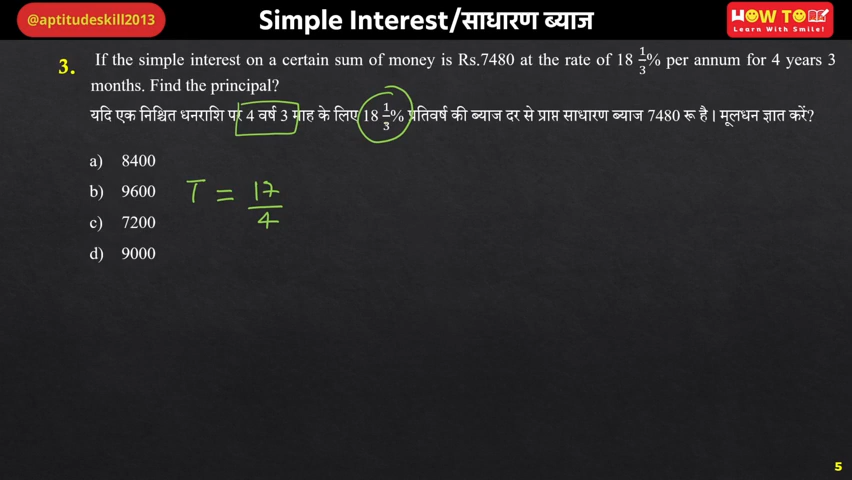 @aptitudeskill2013
Simple Interest/साधारण ब्याज
HOW TO
Learn With Smile!
3. If the simple interest on a certain sum of money is Rs.7480 at the rate of 18 1/3% per annum for 4 years 3
months. Find the principal?
यदि एक निश्चित धनराशि पर 4 वर्ष 3 माह के लिए 18 1/3% प्रतिवर्ष की ब्याज दर से प्राप्त साधारण ब्याज 7480 रू है। मूलधन ज्ञात करें?
a) 8400
b) 9600
c) 7200
d) 9000
T = 17/4
5